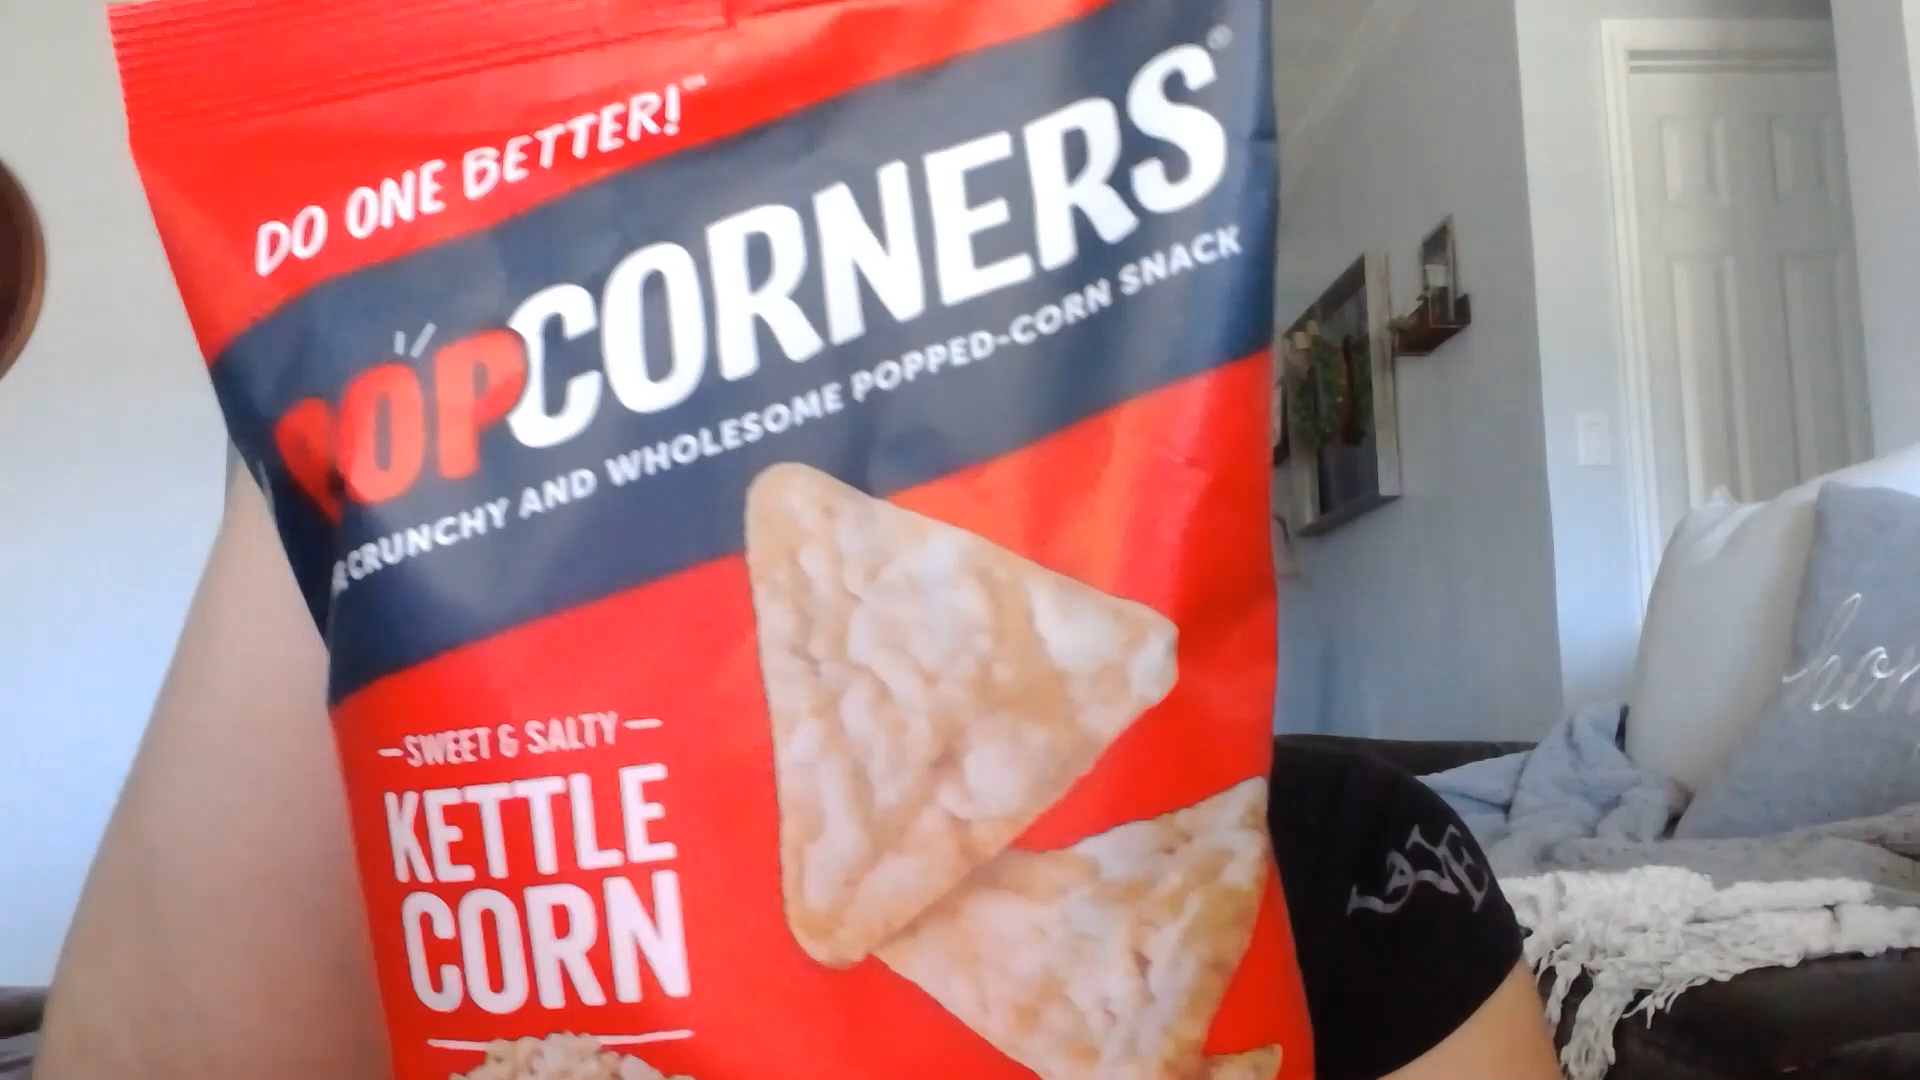 DO ONE BETTER!™
POPCORNERS®
CRUNCHY AND WHOLESOME POPPED-CORN SNACK
—SWEET & SALTY—
KETTLE
CORN